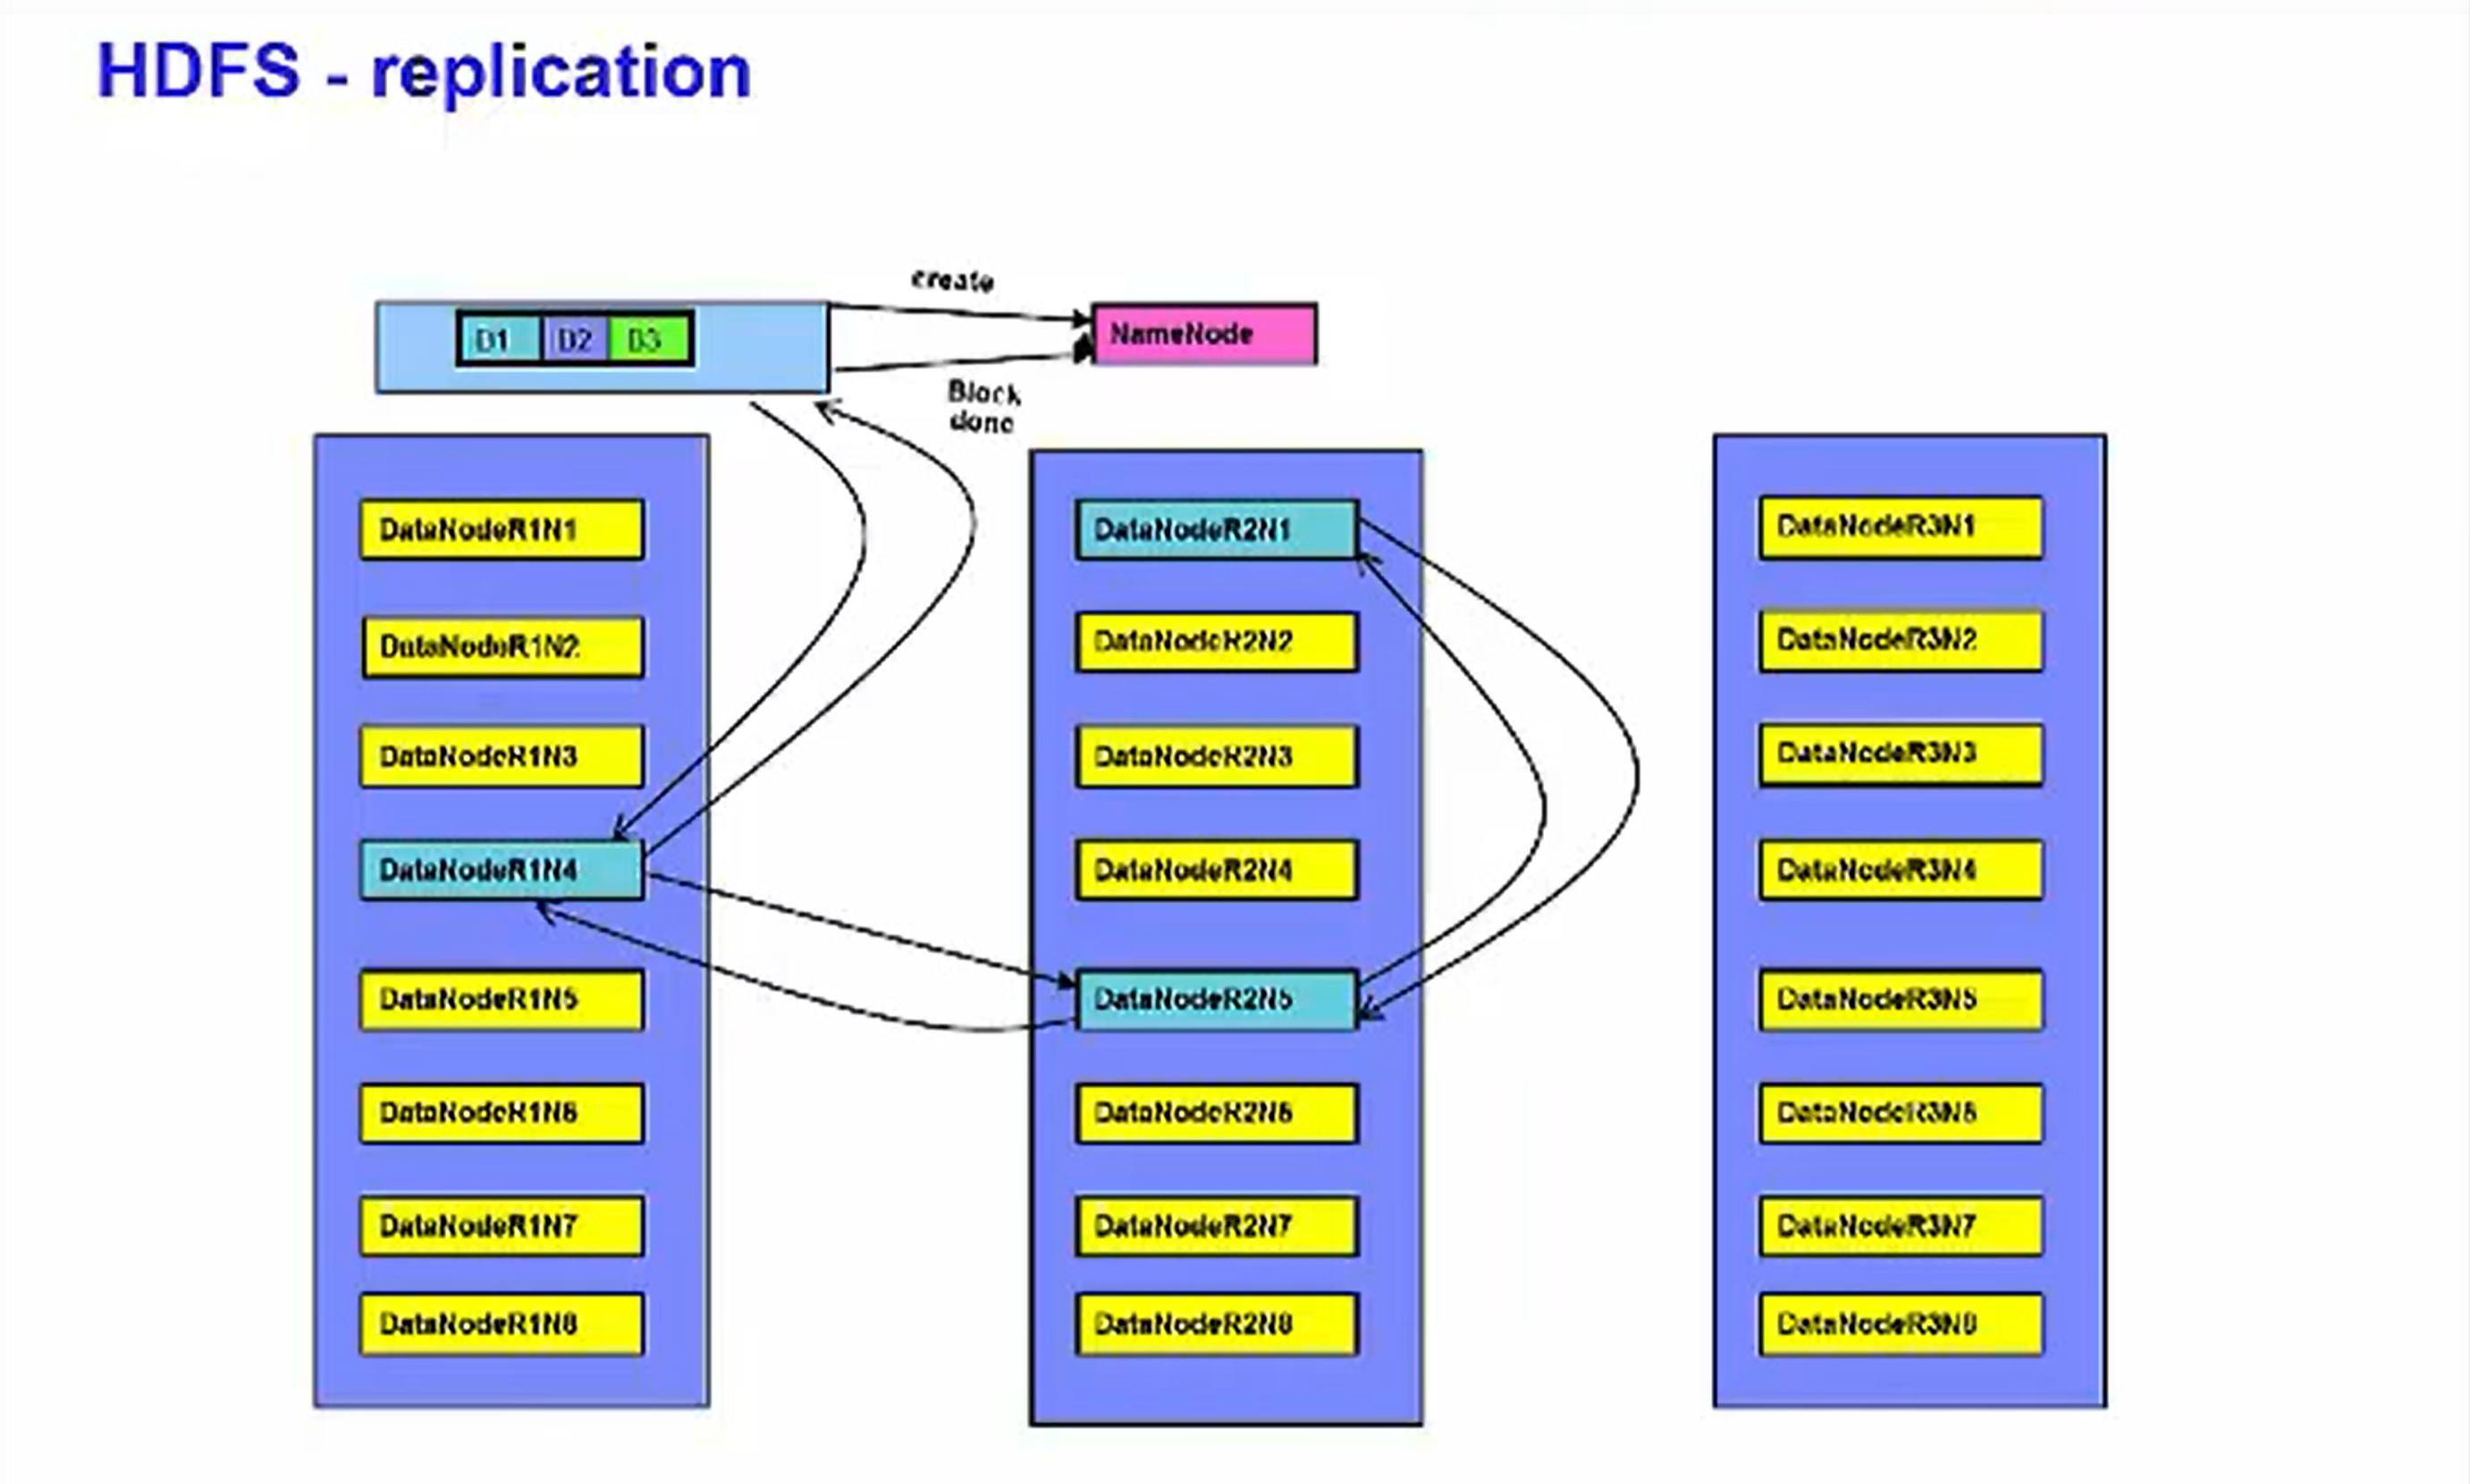 HDFS - replication
create
D1 D2 D3
NameNode
Block
done
DataNodeR1N1
DataNodeR1N2
DataNodeR1N3
DataNodeR1N4
DataNodeR1N5
DataNodeR1N6
DataNodeR1N7
DataNodeR1N8
DataNodeR2N1
DataNodeR2N2
DataNodeR2N3
DataNodeR2N4
DataNodeR2N5
DataNodeR2N6
DataNodeR2N7
DataNodeR2N8
DataNodeR3N1
DataNodeR3N2
DataNodeR3N3
DataNodeR3N4
DataNodeR3N5
DataNodeR3N6
DataNodeR3N7
DataNodeR3N8